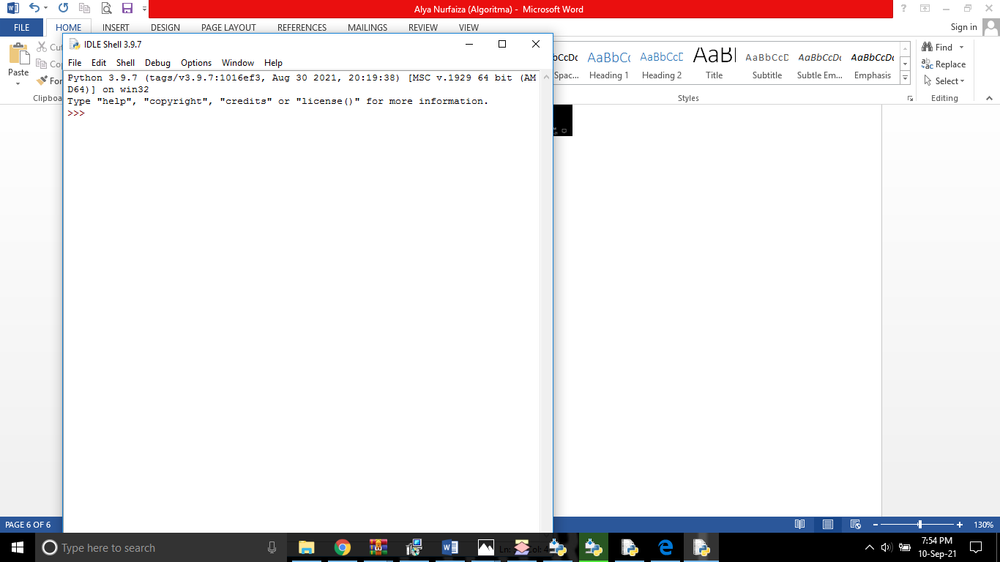 Alya Nurfaiza (Algoritma) - Microsoft Word
FILE HOME INSERT DESIGN PAGE LAYOUT REFERENCES MAILINGS REVIEW VIEW
Sign in
Paste
Clipboa
IDLE Shell 3.9.7
File Edit Shell Debug Options Window Help
Python 3.9.7 (tags/v3.9.7:1016ef3, Aug 30 2021, 20:19:38) [MSC v.1929 64 bit (AM
D64)] on win32
Type "help", "copyright", "credits" or "license()" for more information.
>>>
bCcDc AaBbCc AaBbCcD AaBl AaBbCcD AaBbCcDc AaBbCcDc
Spac... Heading 1 Heading 2 Title Subtitle Subtle Em... Emphasis
Styles
Find
Replace
Select
Editing
PAGE 6 OF 6
130%
Type here to search
7:54 PM
10-Sep-21